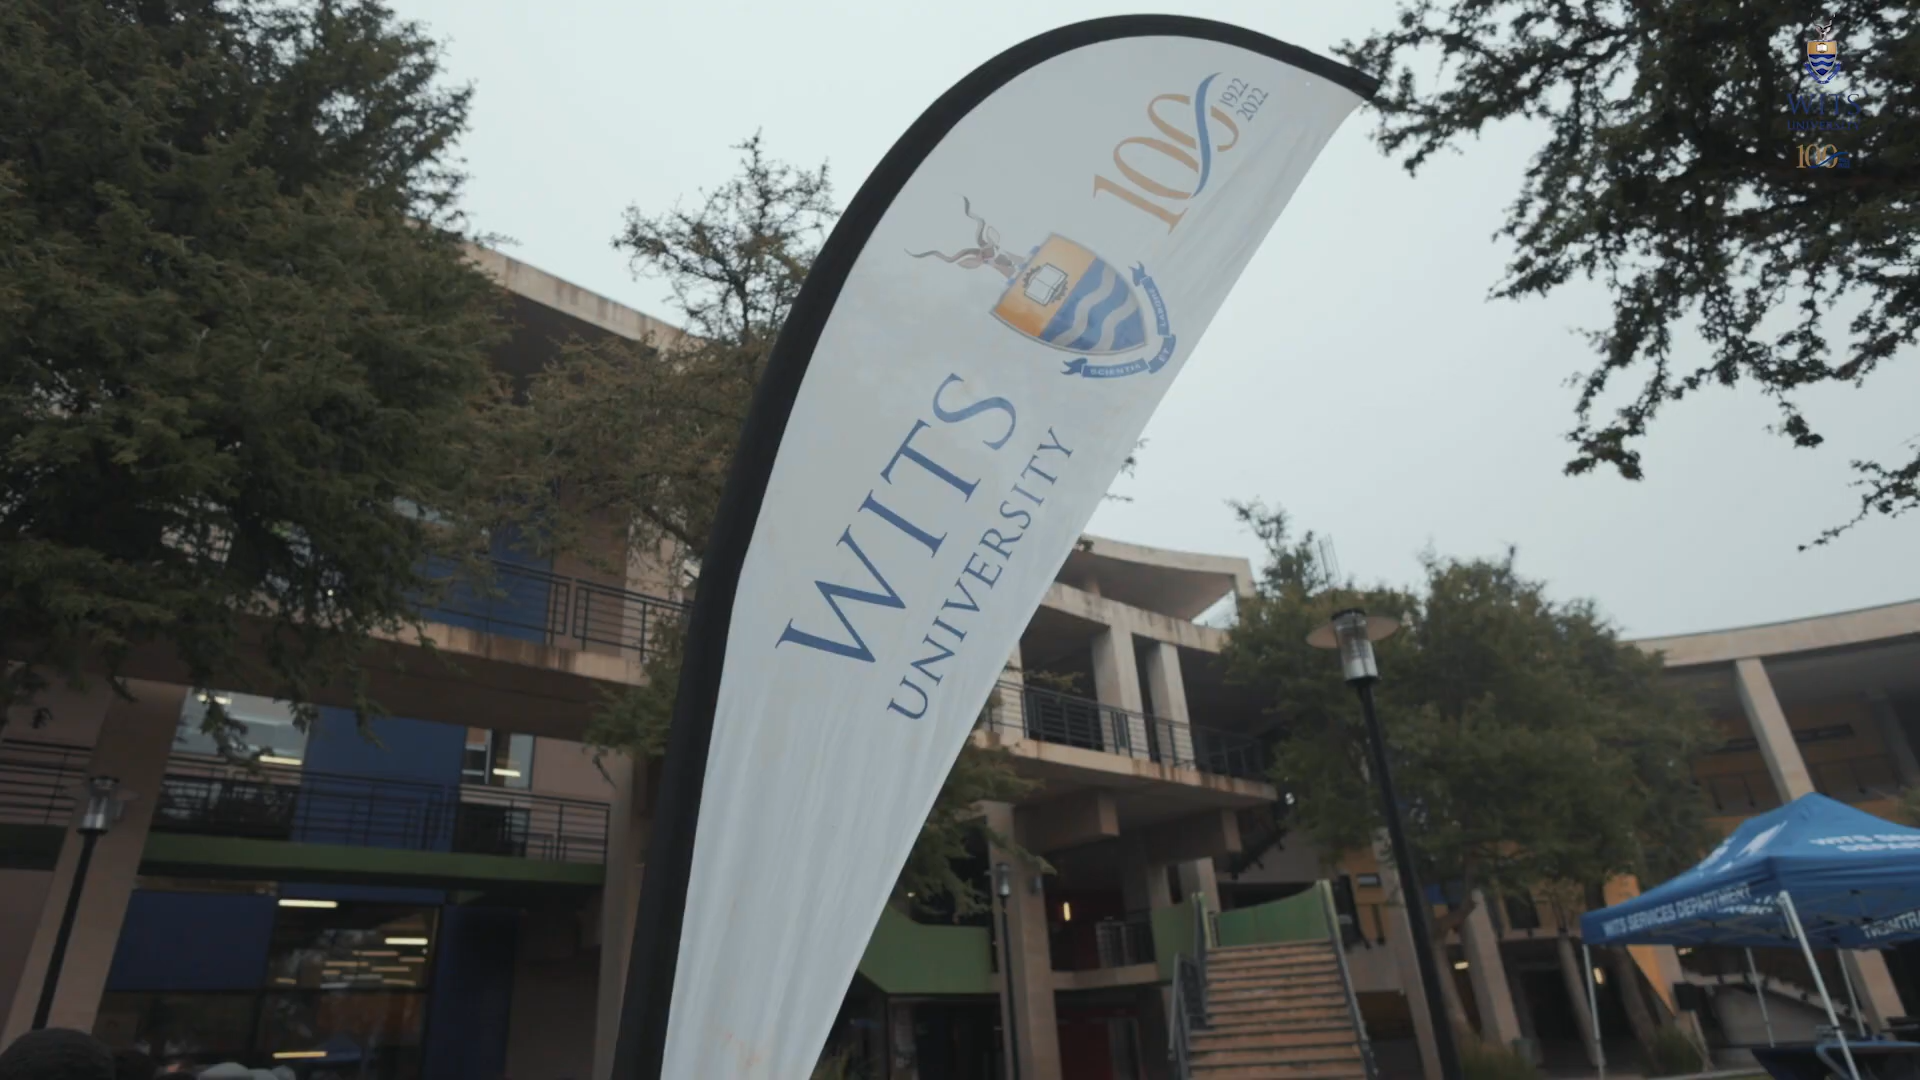 100
1922
2022
SCIENTIA ET LABORE
WITS
UNIVERSITY
WITS
UNIVERSITY
100
WITS SERVICES DEPARTMENT